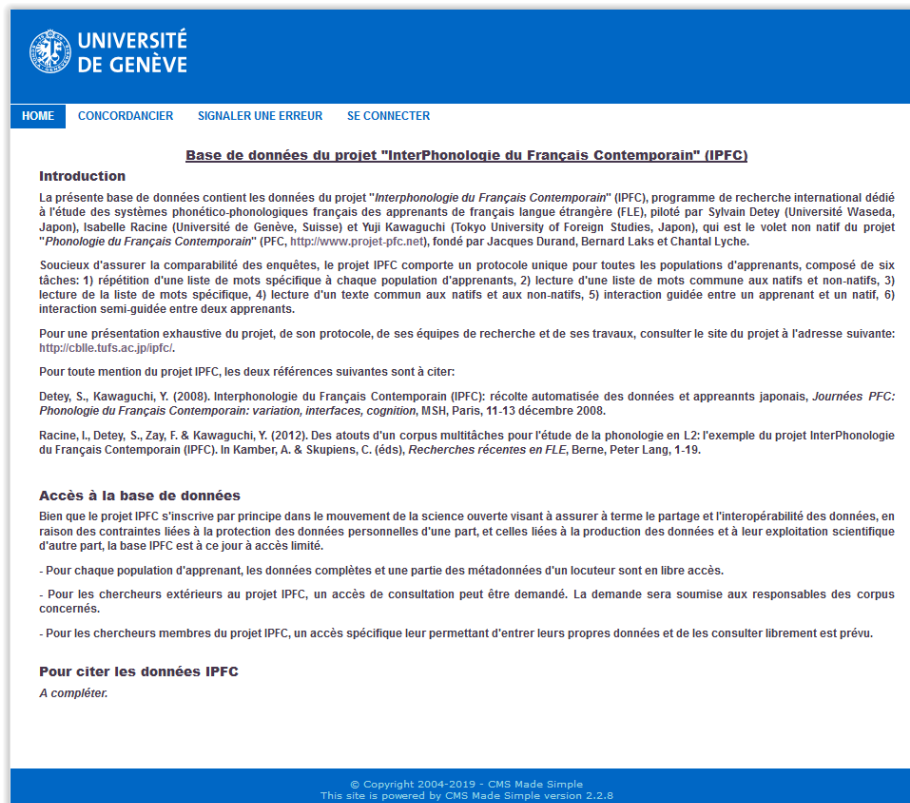 UNIVERSITÉ
DE GENÈVE
HOME CONCORDANCIER SIGNALER UNE ERREUR SE CONNECTER
Base de données du projet "InterPhonologie du Français Contemporain" (IPFC)
Introduction
La présente base de données contient les données du projet "Interphonologie du Français Contemporain" (IPFC), programme de recherche international dédié
à l'étude des systèmes phonético-phonologiques français des apprenants de français langue étrangère (FLE), piloté par Sylvain Detey (Université Waseda,
Japon), Isabelle Racine (Université de Genève, Suisse) et Yuji Kawaguchi (Tokyo University of Foreign Studies, Japon), qui est le volet non natif du projet
"Phonologie du Français Contemporain" (PFC, http://www.projet-pfc.net), fondé par Jacques Durand, Bernard Laks et Chantal Lyche.
Soucieux d'assurer la comparabilité des enquêtes, le projet IPFC comporte un protocole unique pour toutes les populations d'apprenants, composé de six
tâches: 1) répétition d'une liste de mots spécifique à chaque population d'apprenants, 2) lecture d'une liste de mots commune aux natifs et non-natifs, 3)
lecture de la liste de mots spécifique, 4) lecture d'un texte commun aux natifs et aux non-natifs, 5) interaction guidée entre un apprenant et un natif, 6)
interaction semi-guidée entre deux apprenants.
Pour une présentation exhaustive du projet, de son protocole, de ses équipes de recherche et de ses travaux, consulter le site du projet à l'adresse suivante:
http://cblle.tufs.ac.jp/ipfc/.
Pour toute mention du projet IPFC, les deux références suivantes sont à citer:
Detey, S., Kawaguchi, Y. (2008). Interphonologie du Français Contemporain (IPFC): récolte automatisée des données et appreannts japonais, Journées PFC:
Phonologie du Français Contemporain: variation, interfaces, cognition, MSH, Paris, 11-13 décembre 2008.
Racine, I., Detey, S., Zay, F. & Kawaguchi, Y. (2012). Des atouts d'un corpus multitâches pour l'étude de la phonologie en L2: l'exemple du projet InterPhonologie
du Français Contemporain (IPFC). In Kamber, A. & Skupiens, C. (éds), Recherches récentes en FLE, Berne, Peter Lang, 1-19.
Accès à la base de données
Bien que le projet IPFC s'inscrive par principe dans le mouvement de la science ouverte visant à assurer à terme le partage et l'interopérabilité des données, en
raison des contraintes liées à la protection des données personnelles d'une part, et celles liées à la production des données et à leur exploitation scientifique
d'autre part, la base IPFC est à ce jour à accès limité.
- Pour chaque population d'apprenant, les données complètes et une partie des métadonnées d'un locuteur sont en libre accès.
- Pour les chercheurs extérieurs au projet IPFC, un accès de consultation peut être demandé. La demande sera soumise aux responsables des corpus
concernés.
- Pour les chercheurs membres du projet IPFC, un accès spécifique leur permettant d'entrer leurs propres données et de les consulter librement est prévu.
Pour citer les données IPFC
A compléter.
© Copyright 2004-2019 - CMS Made Simple
This site is powered by CMS Made Simple version 2.2.8